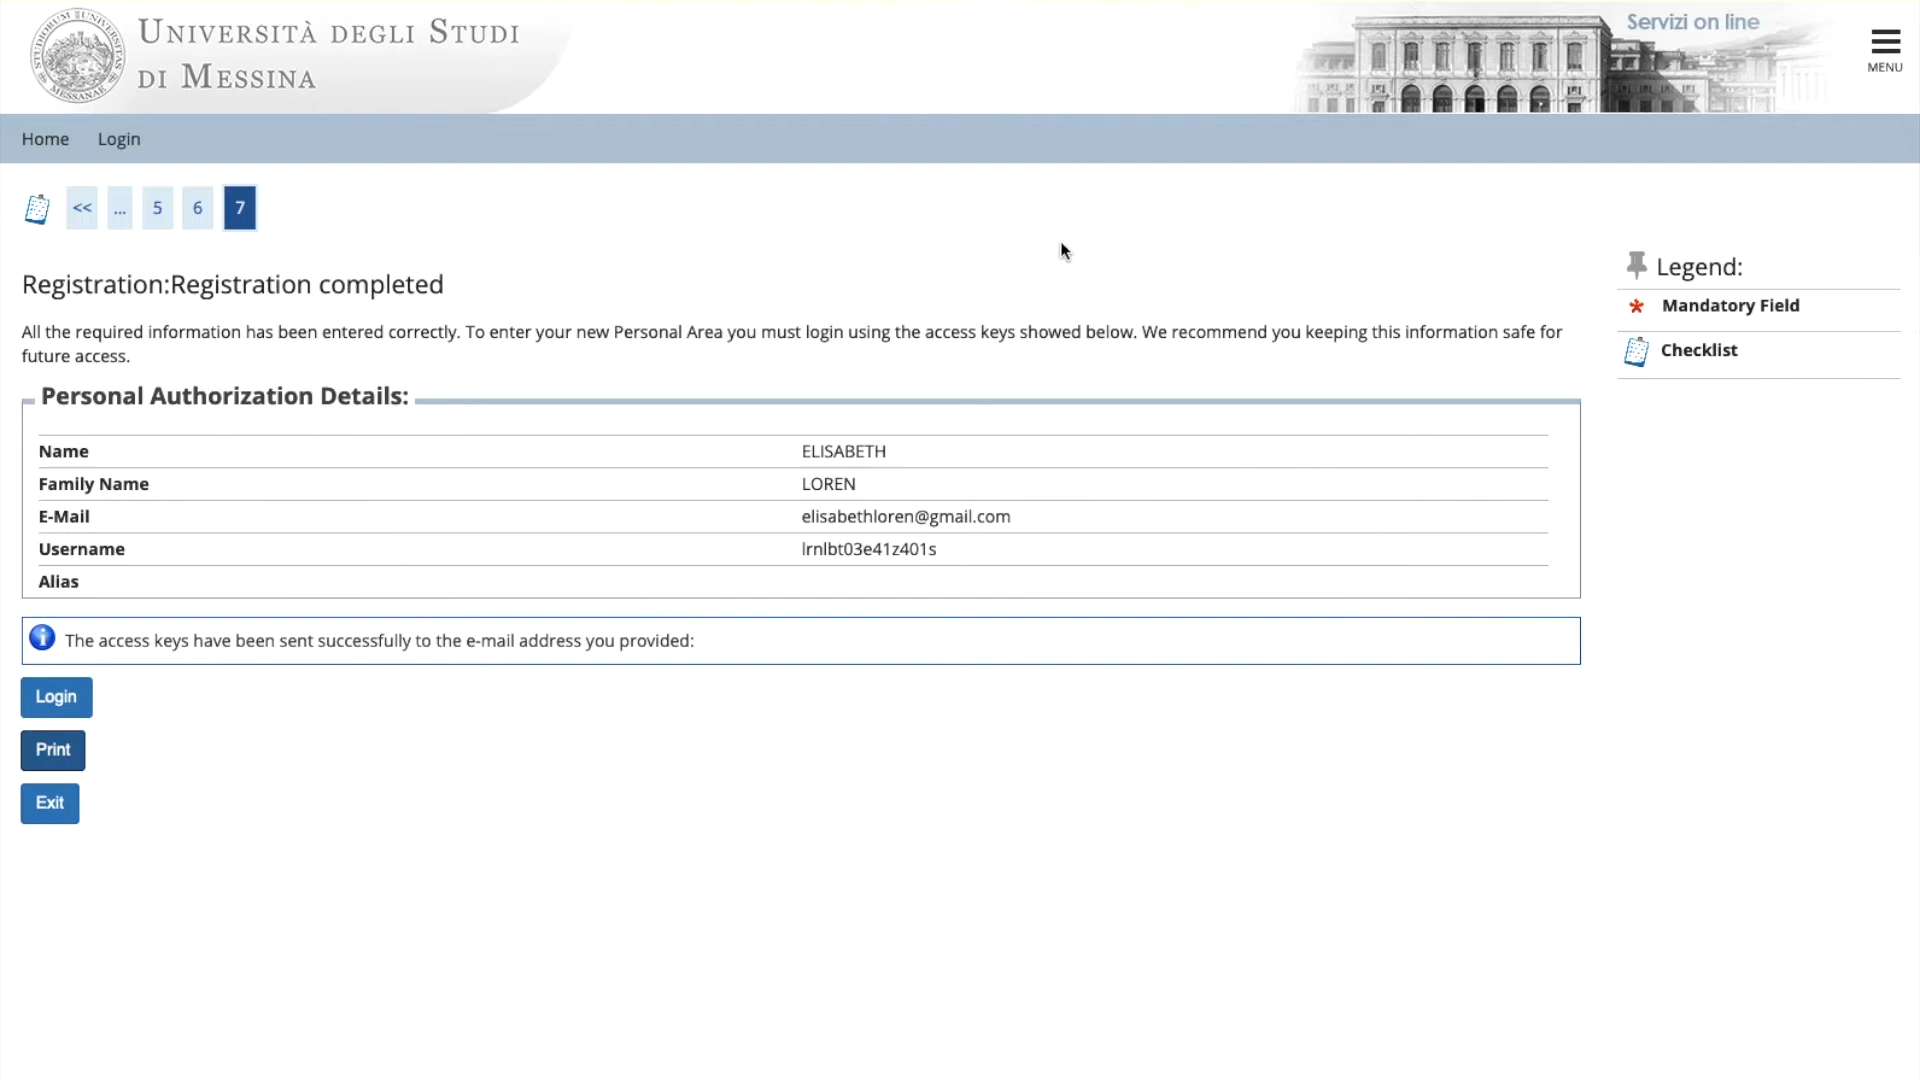 UNIVERSITÀ DEGLI STUDI
DI MESSINA
Servizi on line
MENU
Home Login
<< ... 5 6 7
Registration:Registration completed
All the required information has been entered correctly. To enter your new Personal Area you must login using the access keys showed below. We recommend you keeping this information safe for
future access.
Personal Authorization Details:
Name ELISABETH
Family Name LOREN
E-Mail elisabethloren@gmail.com
Username lrnlbt03e41z401s
Alias
The access keys have been sent successfully to the e-mail address you provided:
Login
Print
Exit
Legend:
* Mandatory Field
Checklist